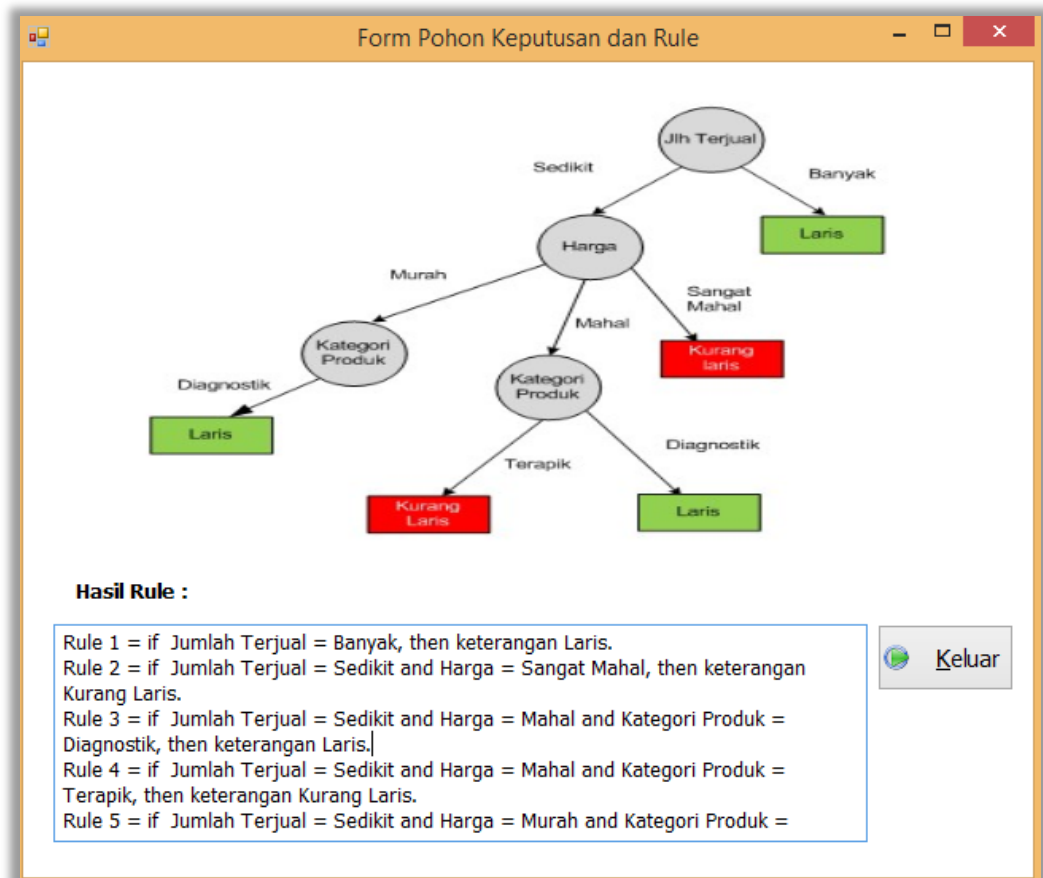 Form Pohon Keputusan dan Rule
Jlh Terjual
Sedikit
Banyak
Laris
Harga
Murah
Sangat
Mahal
Mahal
Kategori
Produk
Kurang
laris
Diagnostik
Kategori
Produk
Laris
Diagnostik
Terapik
Kurang
Laris
Laris
Hasil Rule :
Rule 1 = if  Jumlah Terjual = Banyak, then keterangan Laris.
Rule 2 = if  Jumlah Terjual = Sedikit and Harga = Sangat Mahal, then keterangan
Kurang Laris.
Rule 3 = if  Jumlah Terjual = Sedikit and Harga = Mahal and Kategori Produk =
Diagnostik, then keterangan Laris.
Rule 4 = if  Jumlah Terjual = Sedikit and Harga = Mahal and Kategori Produk =
Terapik, then keterangan Kurang Laris.
Rule 5 = if  Jumlah Terjual = Sedikit and Harga = Murah and Kategori Produk =
Keluar